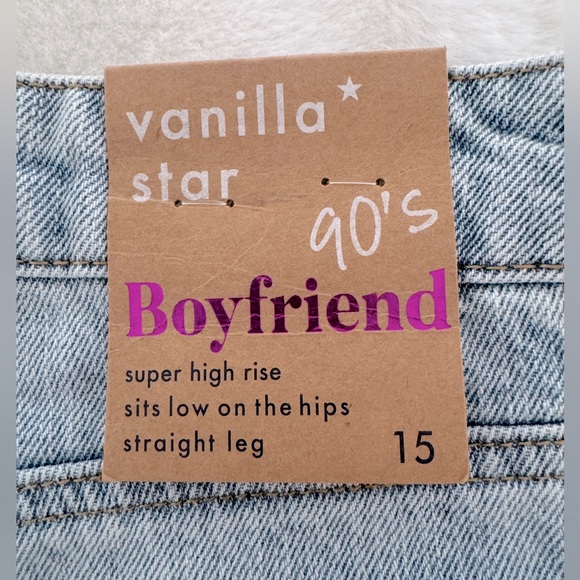 vanilla
star
90's
Boyfriend
super high rise
sits low on the hips
straight leg
15